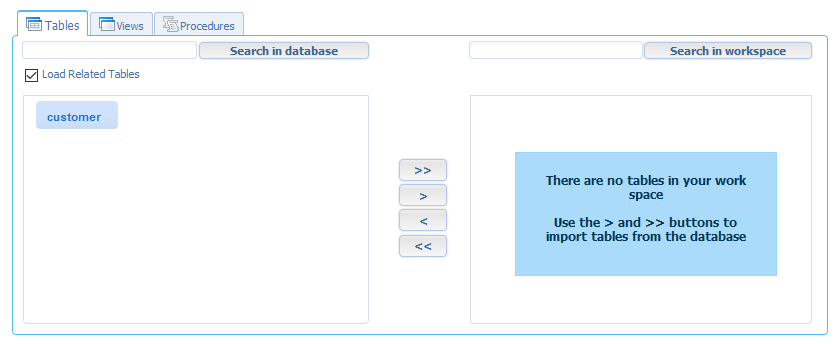 Tables
Views
Procedures
Search in database
Search in workspace
Load Related Tables
customer
>>
>
<
<<
There are no tables in your work
space
Use the > and >> buttons to
import tables from the database